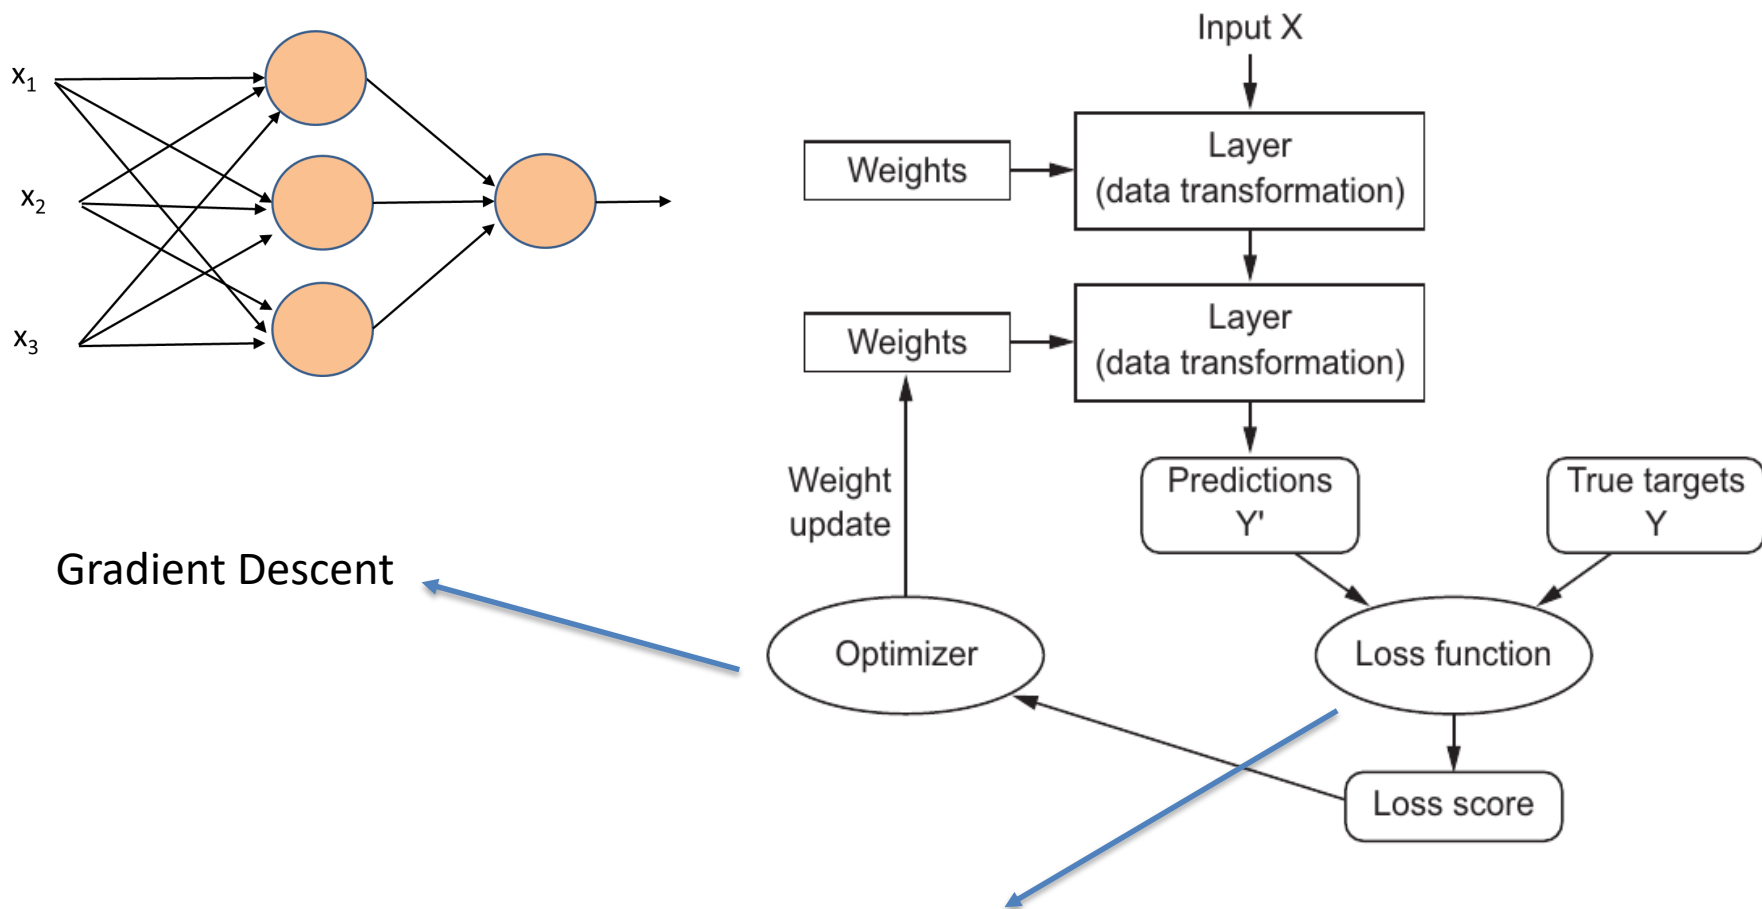 x₁
x₂
x₃
Gradient Descent
Input X
Weights
Layer
(data transformation)
Weights
Layer
(data transformation)
Weight
update
Predictions
Y'
True targets
Y
Optimizer
Loss function
Loss score